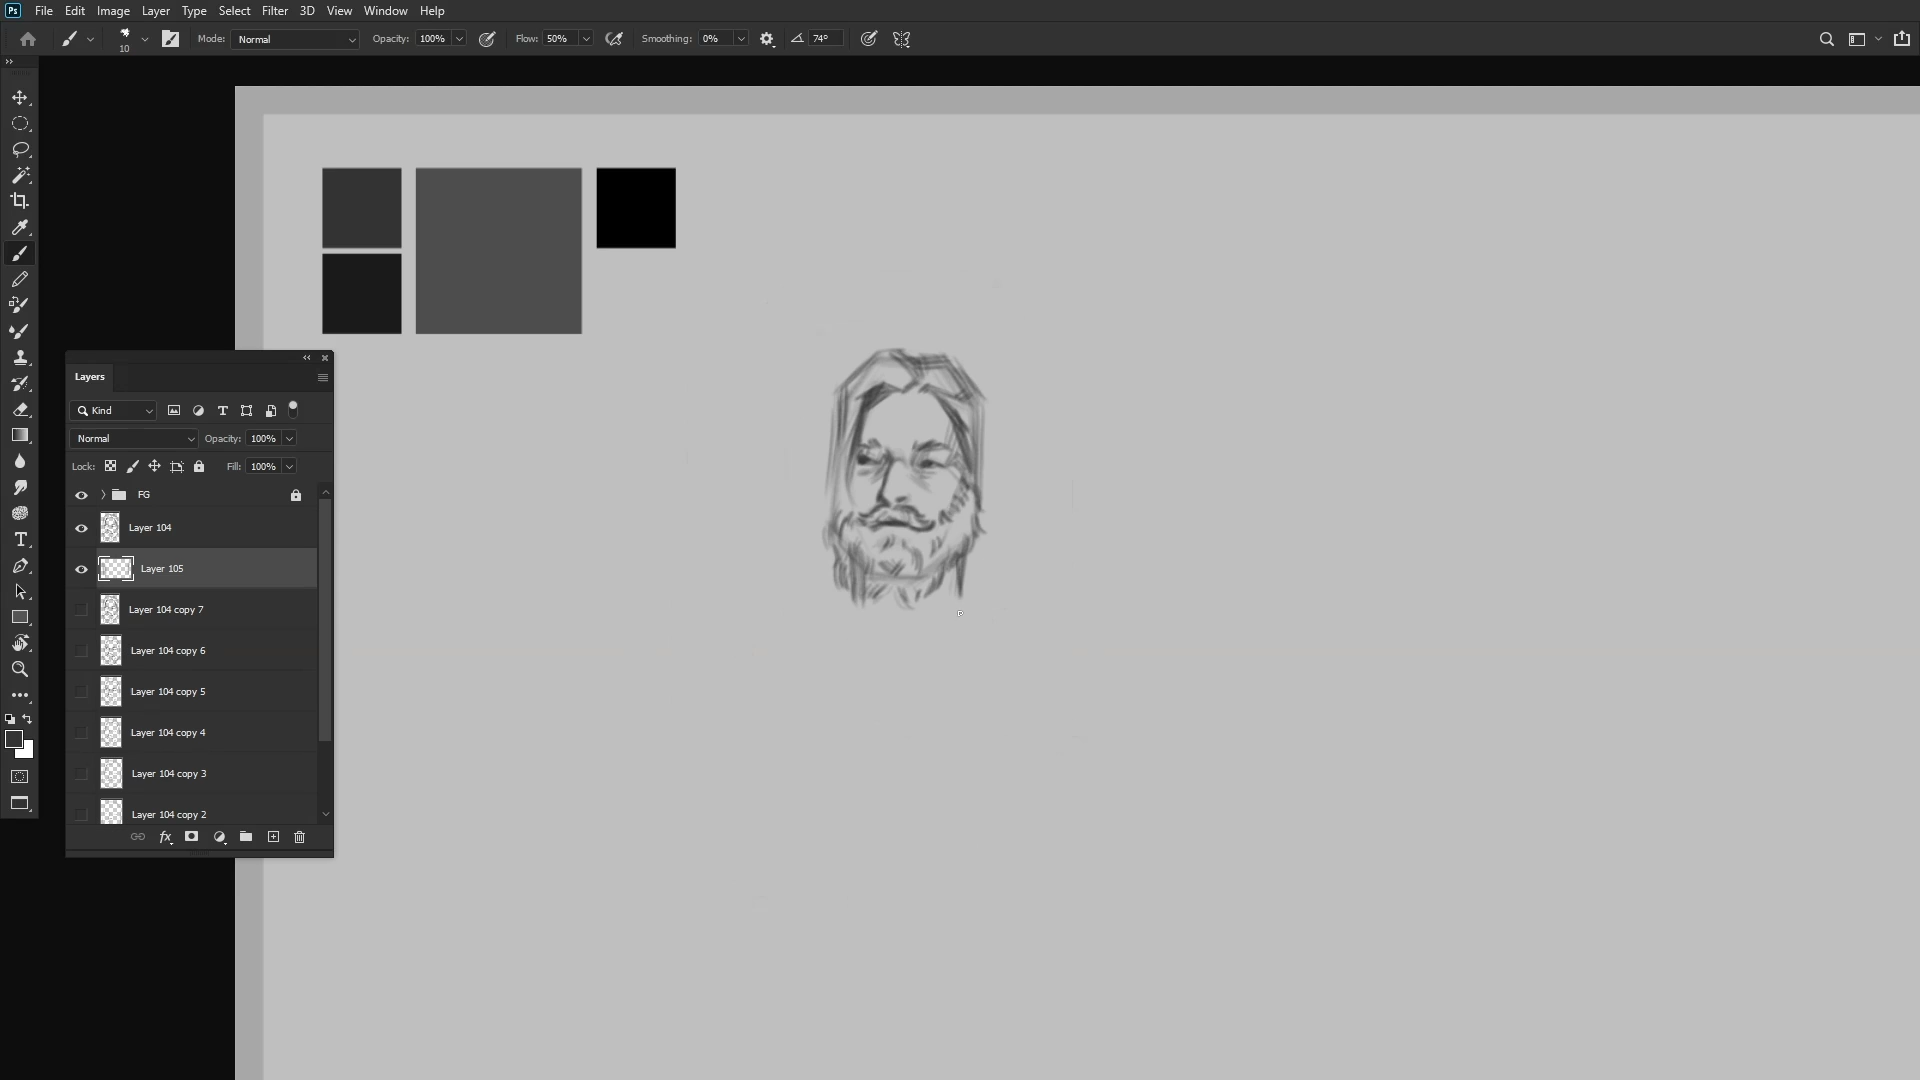 Ps File Edit Image Layer Type Select Filter 3D View Window Help
10 Mode: Normal Opacity: 100% Flow: 50% Smoothing: 0% 74°
Layers
Kind
Normal Opacity: 100%
Lock: Fill: 100%
FG
Layer 104
Layer 105
Layer 104 copy 7
Layer 104 copy 6
Layer 104 copy 5
Layer 104 copy 4
Layer 104 copy 3
Layer 104 copy 2
fx